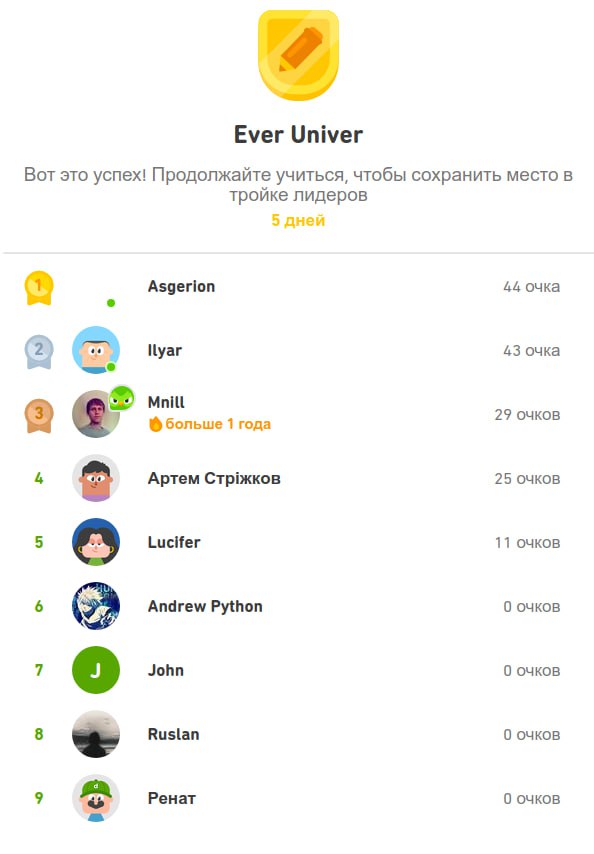 Ever Univer
Вот это успех! Продолжайте учиться, чтобы сохранить место в
тройке лидеров
5 дней
1 Asgerion 44 очка
2 Ilyar 43 очка
3 Mnill 29 очков
больше 1 года
4 Артем Стріжков 25 очков
5 Lucifer 11 очков
6 Andrew Python 0 очков
7 J John 0 очков
8 Ruslan 0 очков
9 Ренат 0 очков